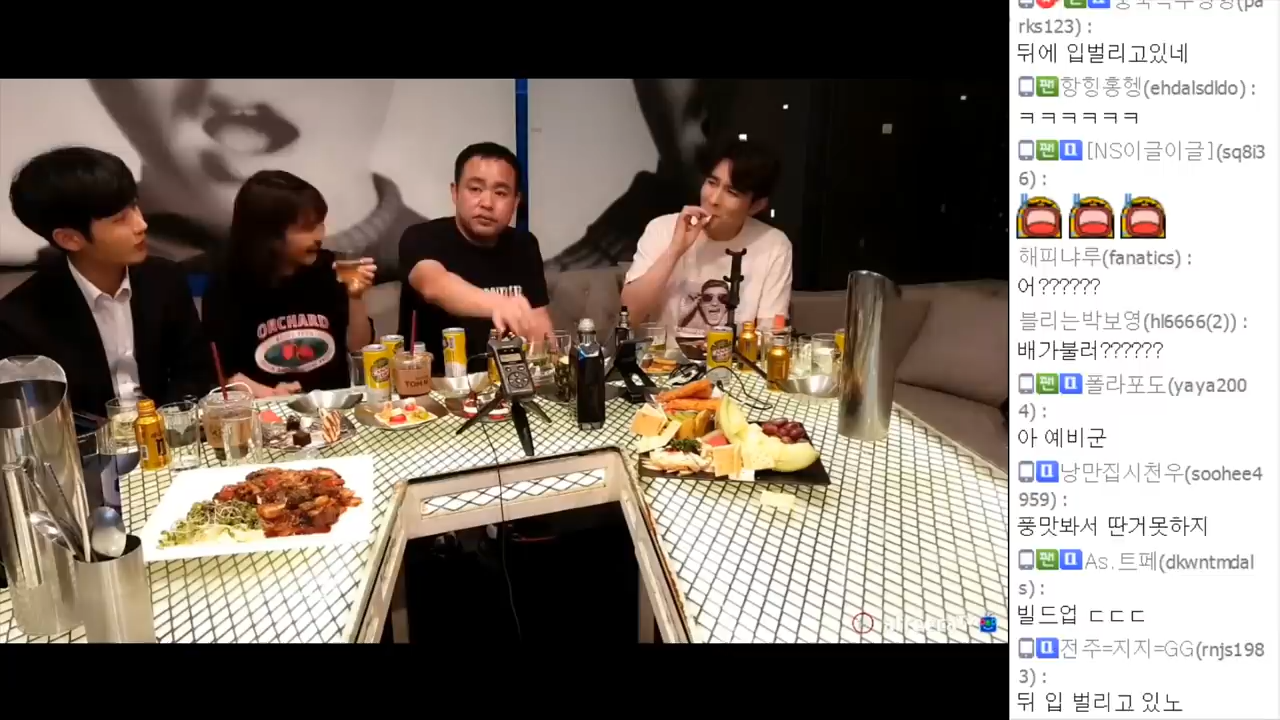 rks123) :
뒤에 입벌리고있네
팬 항힝홍헹(ehdalsdldo) :
ㅋㅋㅋㅋㅋㅋ
팬 [NS이글이글](sq8i3
6) :
해피냐루(fanatics) :
어??????
블리는박보영(hl6666(2)) :
배가불러??????
팬 폴라포도(yaya200
4) :
아 예비군
낭만집시천우(soohee4
959) :
풍맛봐서 딴거못하지
팬 As.트페(dkwntmdal
s) :
빌드업 ㄷㄷㄷ
전주=지지=GG(rnjs198
3) :
뒤 입 벌리고 있노
ORCHARD